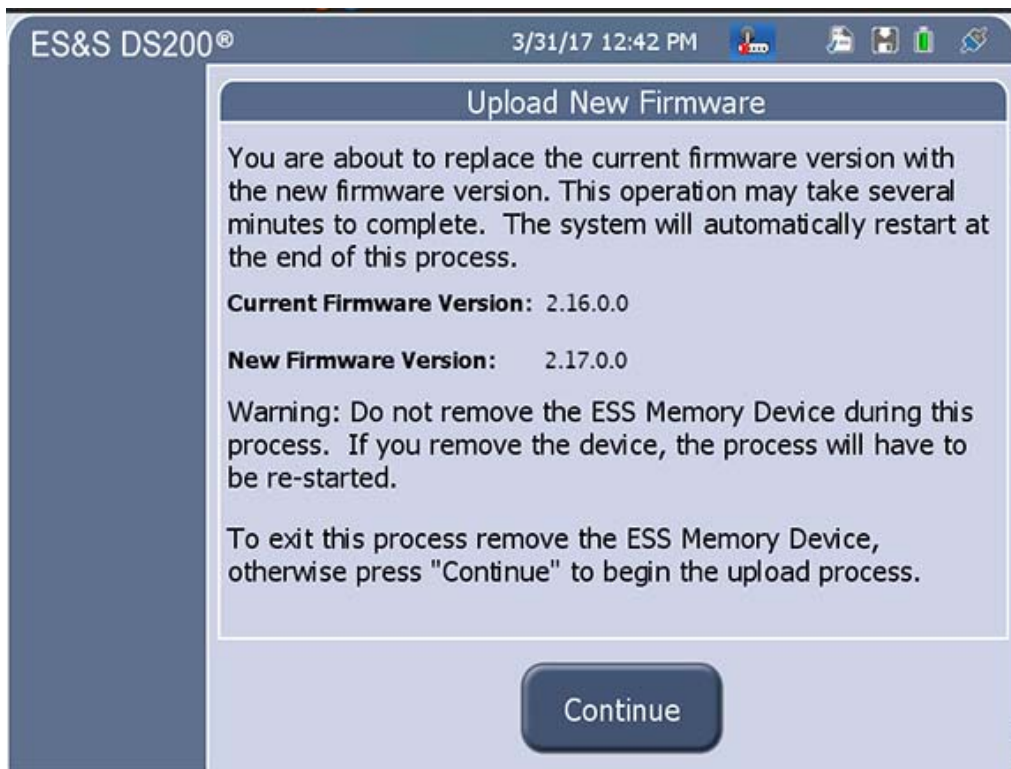 ES&S DS200® 3/31/17 12:42 PM
Upload New Firmware
You are about to replace the current firmware version with
the new firmware version. This operation may take several
minutes to complete. The system will automatically restart at
the end of this process.
Current Firmware Version: 2.16.0.0
New Firmware Version: 2.17.0.0
Warning: Do not remove the ESS Memory Device during this
process. If you remove the device, the process will have to
be re-started.
To exit this process remove the ESS Memory Device,
otherwise press "Continue" to begin the upload process.
Continue